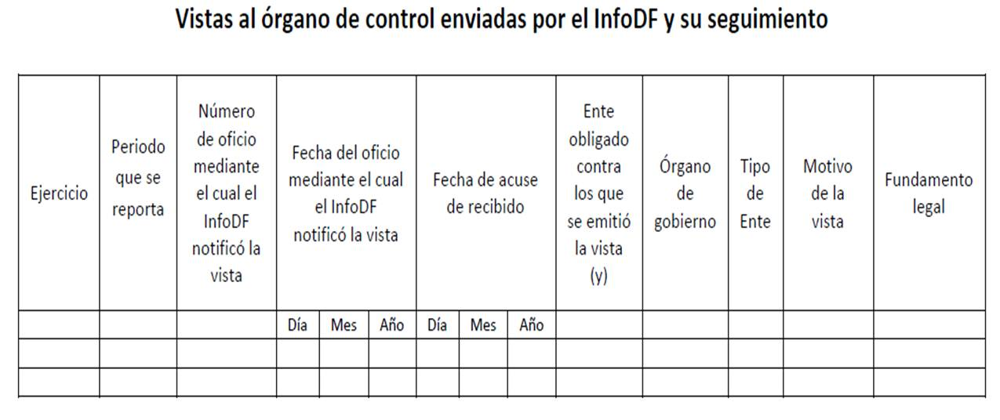 Vistas al órgano de control enviadas por el InfoDF y su seguimiento
Ejercicio
Periodo
que se
reporta
Número
de oficio
mediante
el cual el
InfoDF
notificó la
vista
Fecha del oficio
mediante el cual
el InfoDF
notificó la vista
Fecha de acuse
de recibido
Ente
obligado
contra
los que
se emitió
la vista
(y)
Órgano
de
gobierno
Tipo
de
Ente
Motivo
de la
vista
Fundamento
legal
Día Mes Año Día Mes Año